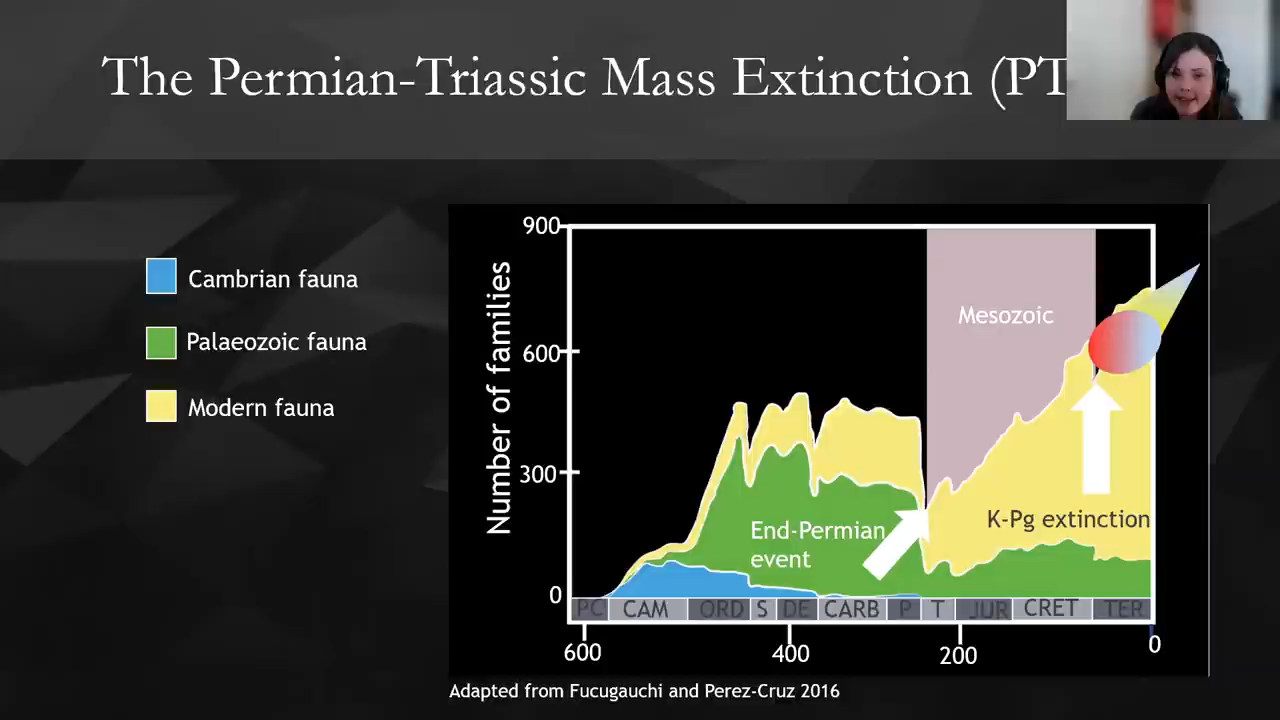 The Permian-Triassic Mass Extinction (PT
Cambrian fauna
Palaeozoic fauna
Modern fauna
Number of families
900
600
300
0
Mesozoic
End-Permian
event
K-Pg extinction
PC CAM ORD S DE CARB P T JUR CRET TER
600 400 200 0
Adapted from Fucugauchi and Perez-Cruz 2016